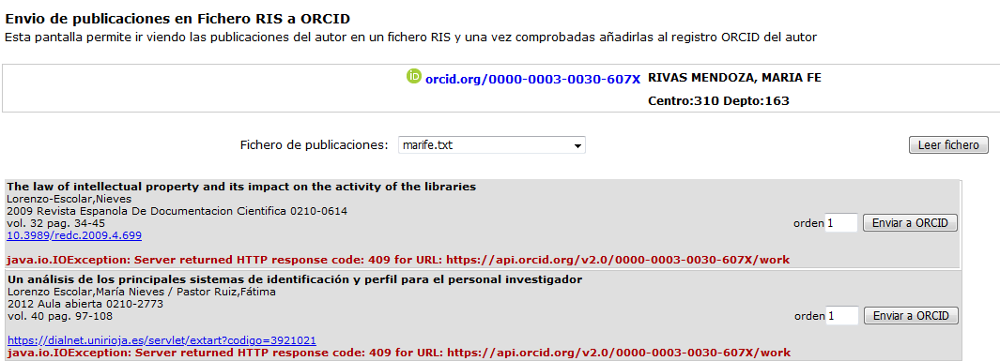 Envio de publicaciones en Fichero RIS a ORCID
Esta pantalla permite ir viendo las publicaciones del autor en un fichero RIS y una vez comprobadas añadirlas al registro ORCID del autor
iD orcid.org/0000-0003-0030-607X RIVAS MENDOZA, MARIA FE
Centro:310 Depto:163
Fichero de publicaciones: marife.txt Leer fichero
The law of intellectual property and its impact on the activity of the libraries
Lorenzo-Escolar,Nieves
2009 Revista Espanola De Documentacion Cientifica 0210-0614
vol. 32 pag. 34-45 orden 1 Enviar a ORCID
10.3989/redc.2009.4.699
java.io.IOException: Server returned HTTP response code: 409 for URL: https://api.orcid.org/v2.0/0000-0003-0030-607X/work
Un análisis de los principales sistemas de identificación y perfil para el personal investigador
Lorenzo Escolar,María Nieves / Pastor Ruiz,Fátima
2012 Aula abierta 0210-2773
vol. 40 pag. 97-108 orden 1 Enviar a ORCID
https://dialnet.unirioja.es/servlet/extart?codigo=3921021
java.io.IOException: Server returned HTTP response code: 409 for URL: https://api.orcid.org/v2.0/0000-0003-0030-607X/work